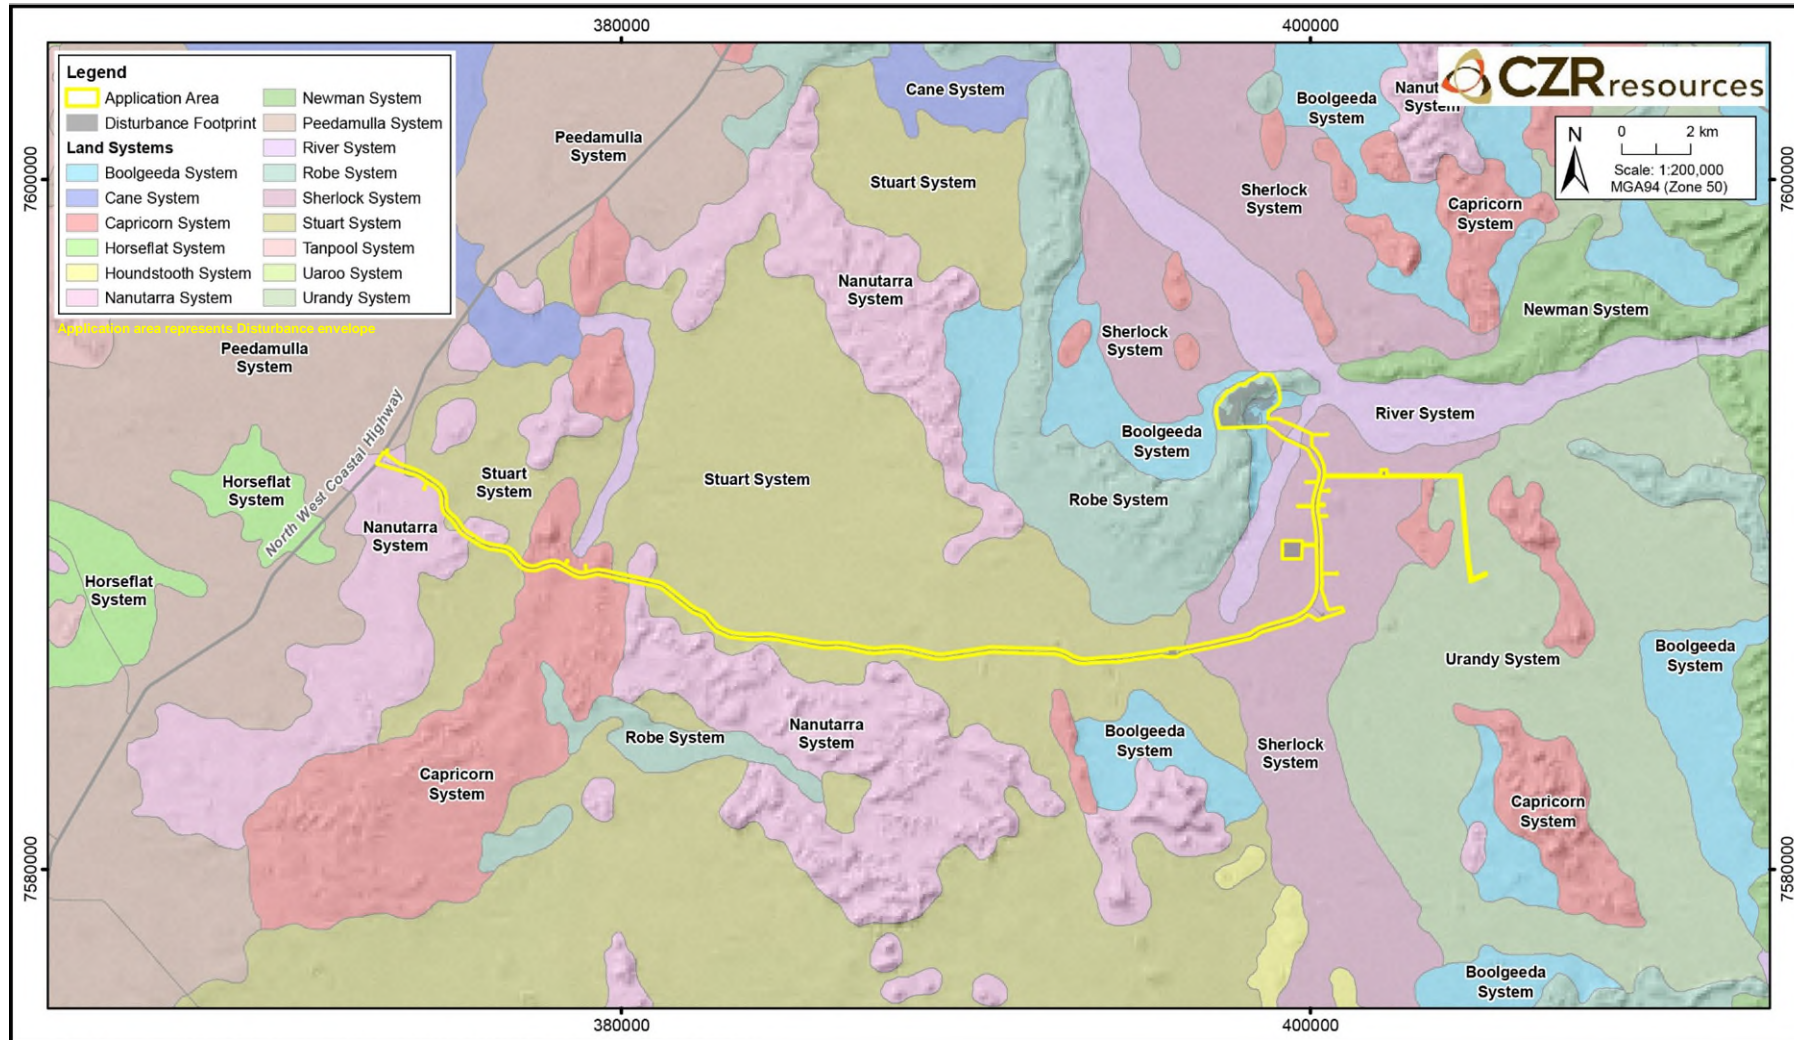 380000
400000
Legend
Application Area
Disturbance Footprint
Land Systems
Boolgeeda System
Cane System
Capricorn System
Horseflat System
Houndstooth System
Nanutarra System
Newman System
Peedamulla System
River System
Robe System
Sherlock System
Stuart System
Tanpool System
Uaroo System
Urandy System
Application area represents Disturbance envelope
CZR resources
N
0 2 km
Scale: 1:200,000
MGA94 (Zone 50)
7600000
7600000
Cane System
Boolgeeda
System
System
Peedamulla
System
Stuart System
Sherlock
System
Capricorn
System
Nanutarra
System
Newman System
Sherlock
System
Peedamulla
System
North West Coastal Highway
River System
Boolgeeda
System
Stuart
System
Stuart System
Horseflat
System
Robe System
Nanutarra
System
Horseflat
System
Urandy System
Boolgeeda
System
Robe System
Nanutarra
System
Boolgeeda
System
Sherlock
System
Capricorn
System
Capricorn
System
7580000
7580000
Boolgeeda
System
380000
400000